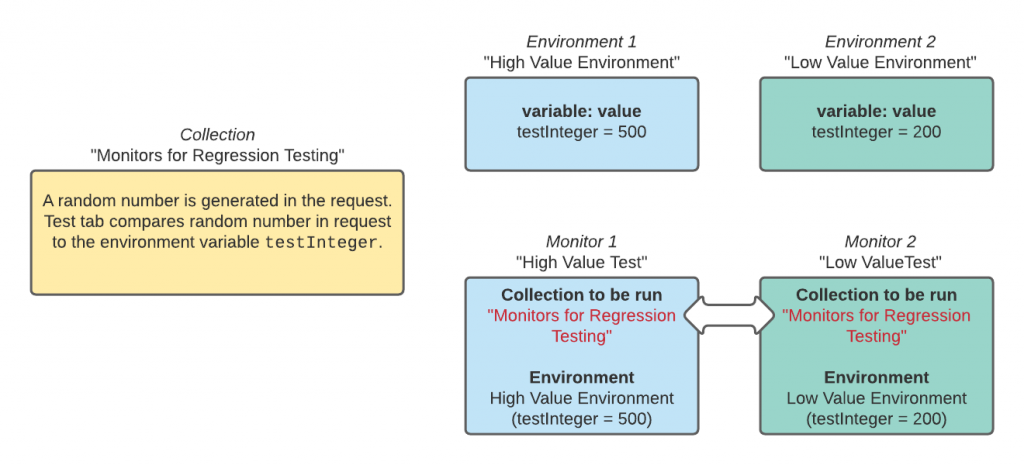 Collection
"Monitors for Regression Testing"
A random number is generated in the request.
Test tab compares random number in request
to the environment variable testInteger.
Environment 1
"High Value Environment"
variable: value
testInteger = 500
Environment 2
"Low Value Environment"
variable: value
testInteger = 200
Monitor 1
"High Value Test"
Collection to be run
"Monitors for Regression
Testing"
Environment
High Value Environment
(testInteger = 500)
Monitor 2
"Low ValueTest"
Collection to be run
"Monitors for Regression
Testing"
Environment
Low Value Environment
(testInteger = 200)